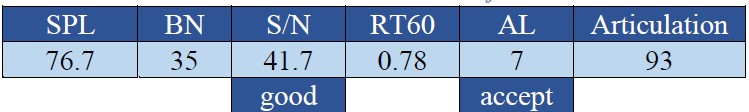 SPL BN S/N RT60 AL Articulation
76.7 35 41.7 0.78 7 93
good accept